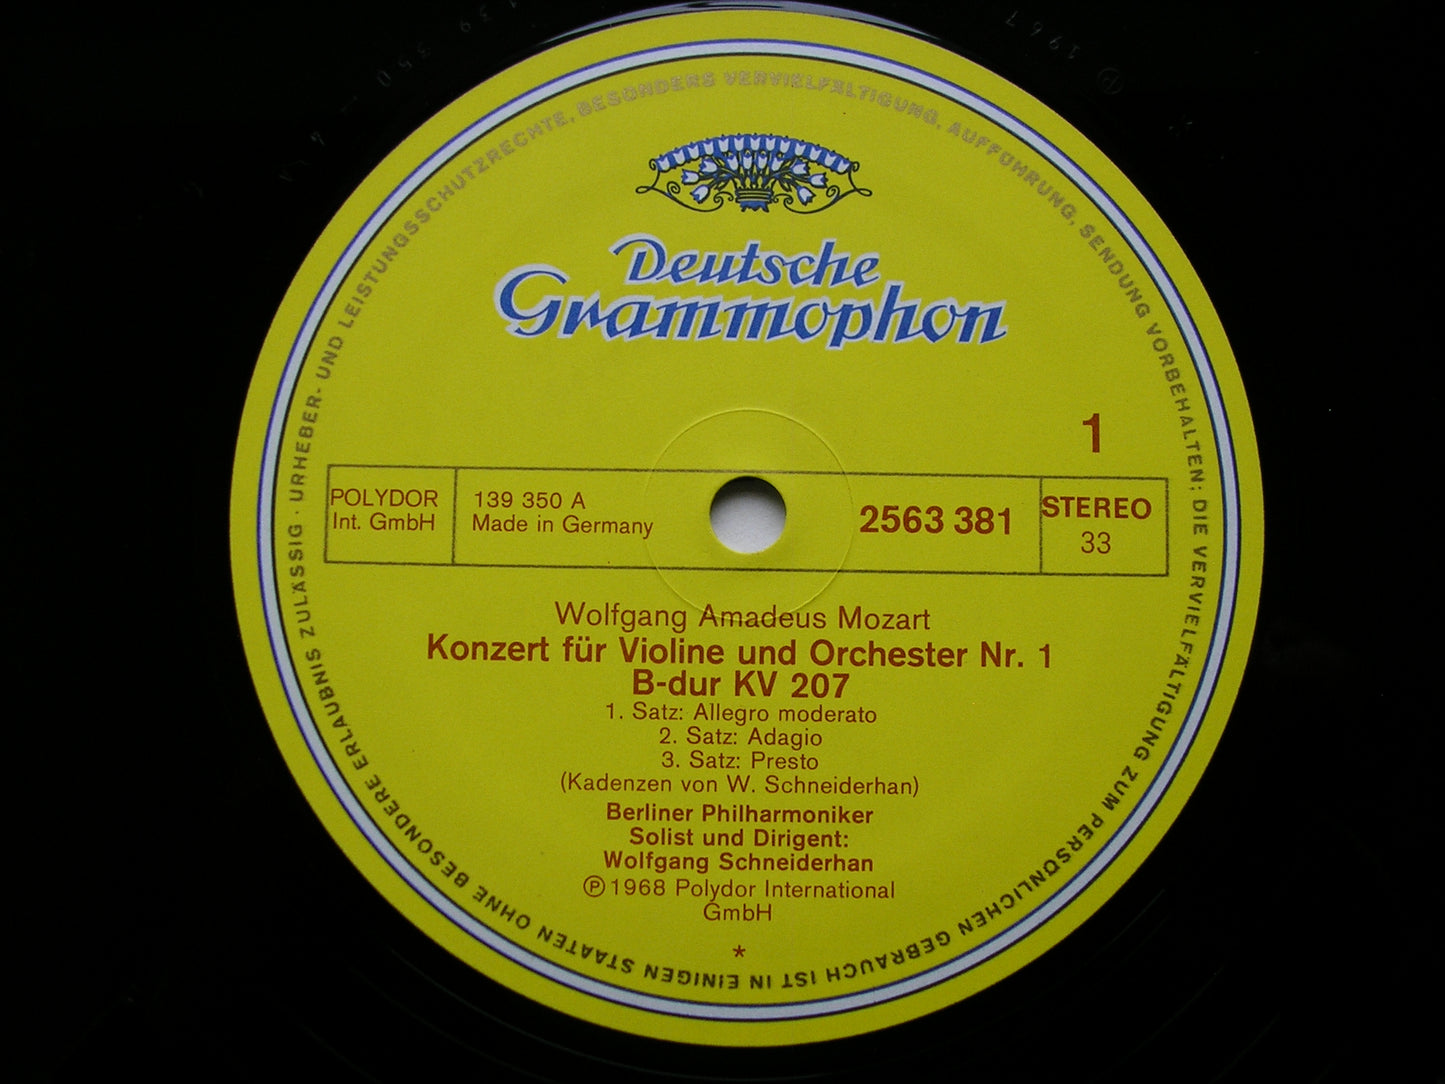 139 350 –
℗ 1967
URHEBER- UND LEISTUNGSSCHUTZRECHTE, BESONDERS VERVIELFÄLTIGUNG, AUFFÜHRUNG, SENDUNG VORBEHALTEN; DIE VERVIELFÄLTIGUNG ZUM PERSÖNLICHEN GEBRAUCH IST IN EINIGEN STAATEN OHNE BESONDERE ERLAUBNIS ZULÄSSIG ·
Deutsche
Grammophon
1
POLYDOR
Int. GmbH
139 350 A
Made in Germany
2563 381
STEREO
33
Wolfgang Amadeus Mozart
Konzert für Violine und Orchester Nr. 1
B-dur KV 207
1. Satz: Allegro moderato
2. Satz: Adagio
3. Satz: Presto
(Kadenzen von W. Schneiderhan)
Berliner Philharmoniker
Solist und Dirigent:
Wolfgang Schneiderhan
℗ 1968 Polydor International
GmbH
*